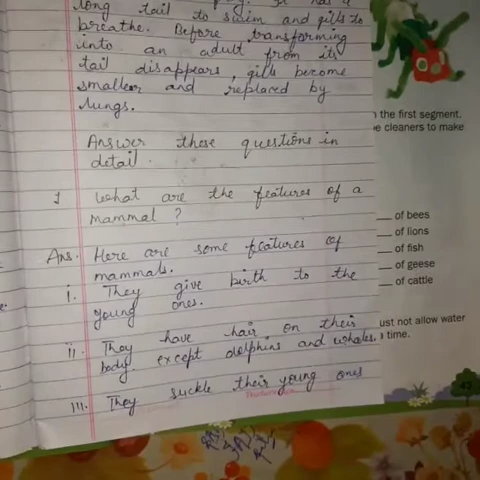 long tail to swim and gills to
breathe. Before transforming
into an adult from its
tail disappears, gills become
smaller and replaced by
lungs.
Answer these questions in
detail.
1 What are the features of a
mammal ?
Ans. Here are some features of
mammals.
i. They give birth to the
young ones.
ii. They have hair on their
body except dolphins and whales.
iii. They suckle their young ones
the first segment.
cleaners to make
of bees
of lions
of fish
of geese
of cattle
ust not allow water
time.